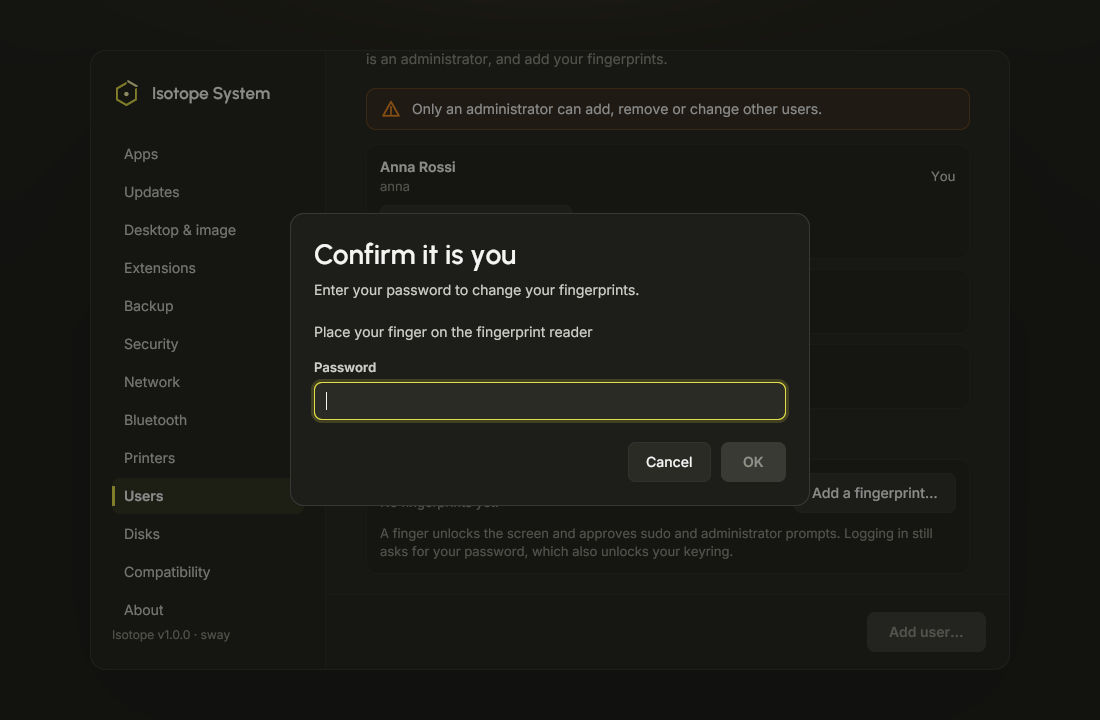 is an administrator, and add your fingerprints.
Isotope System
Only an administrator can add, remove or change other users.
Apps
Anna Rossi
anna
You
Updates
Desktop & image
Extensions
Backup
Security
Network
Bluetooth
Printers
Users
Disks
Compatibility
About
Isotope v1.0.0 · sway
Confirm it is you
Enter your password to change your fingerprints.
Place your finger on the fingerprint reader
Password
Cancel
OK
Add a fingerprint...
A finger unlocks the screen and approves sudo and administrator prompts. Logging in still
asks for your password, which also unlocks your keyring.
Add user...